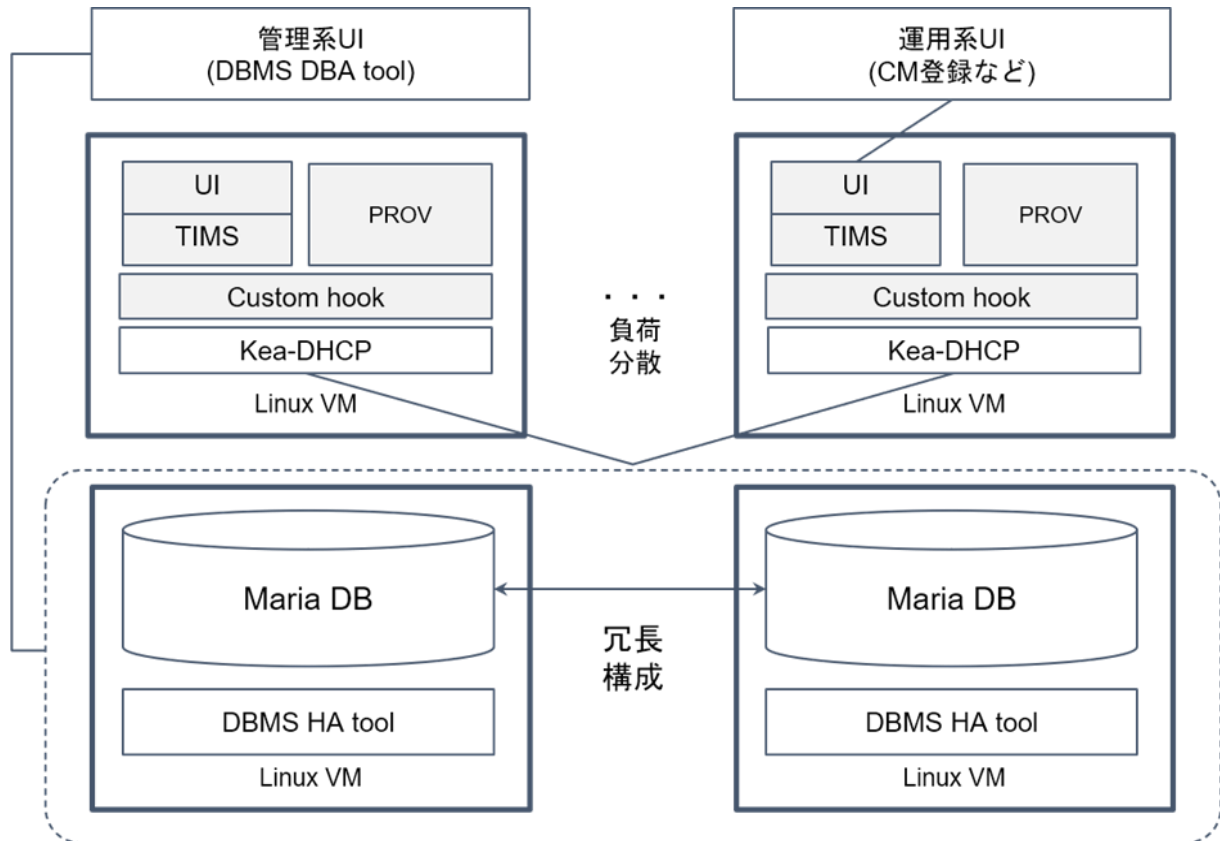 管理系UI
(DBMS DBA tool)
運用系UI
(CM登録など)
UI
TIMS
PROV
Custom hook
Kea-DHCP
Linux VM
・・・
負荷
分散
UI
TIMS
PROV
Custom hook
Kea-DHCP
Linux VM
Maria DB
DBMS HA tool
Linux VM
冗長
構成
Maria DB
DBMS HA tool
Linux VM